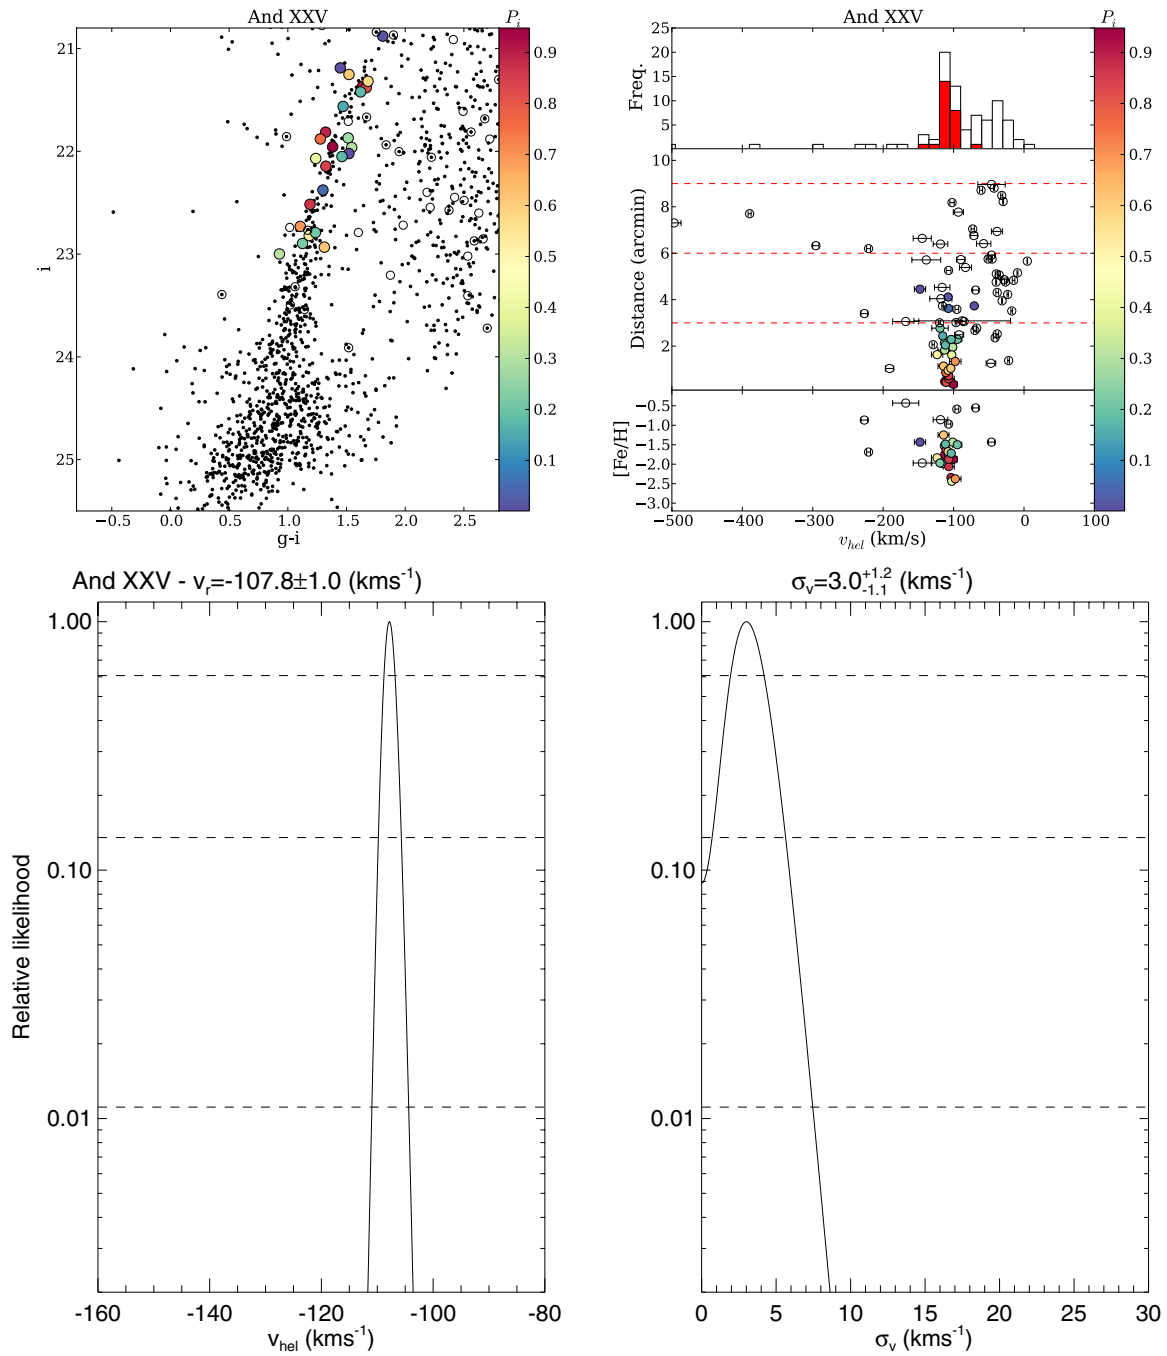 And XXV
P_i
21
22
23
24
25
i
−0.5 0.0 0.5 1.0 1.5 2.0 2.5
g-i
0.9
0.8
0.7
0.6
0.5
0.4
0.3
0.2
0.1
And XXV
P_i
25
20
15
10
5
Freq.
10
8
6
4
2
Distance (arcmin)
−0.5
−1.0
−1.5
−2.0
−2.5
−3.0
[Fe/H]
−500 −400 −300 −200 −100 0 100
v_hel (km/s)
0.9
0.8
0.7
0.6
0.5
0.4
0.3
0.2
0.1
And XXV - v_r=-107.8±1.0 (kms^-1)
1.00
0.10
0.01
Relative likelihood
-160 -140 -120 -100 -80
v_hel (kms^-1)
σ_v=3.0^{+1.2}_{-1.1} (kms^-1)
1.00
0.10
0.01
0 5 10 15 20 25 30
σ_v (kms^-1)